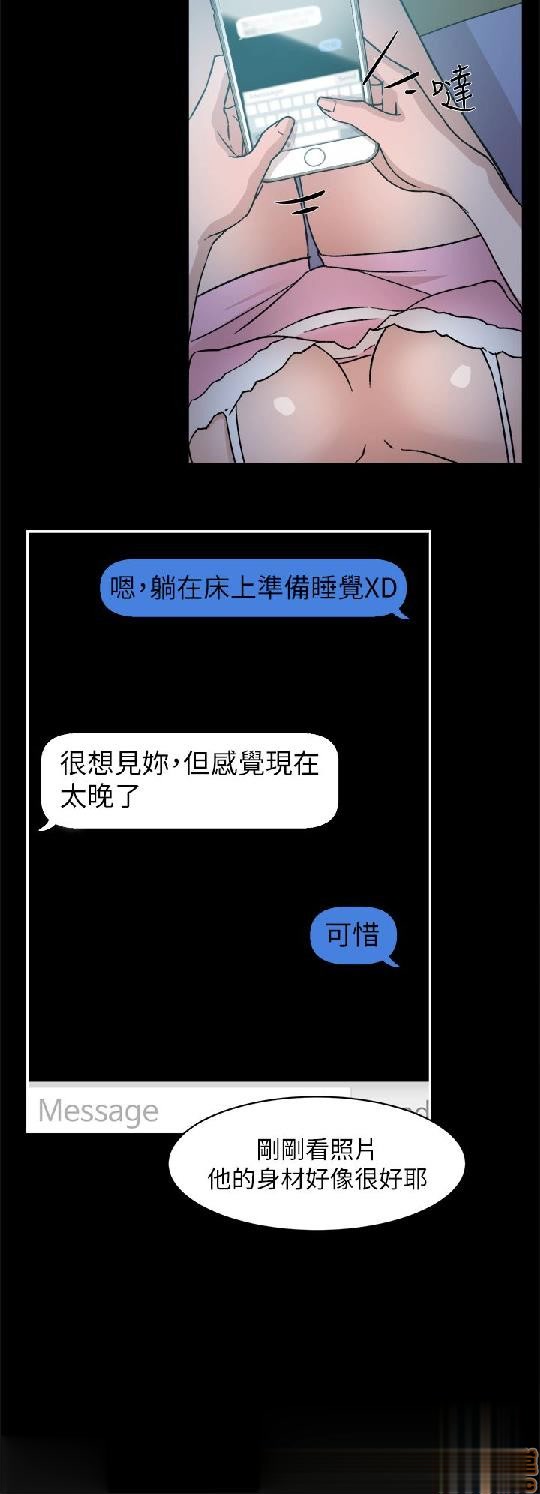 噠
嗯，躺在床上準備睡覺XD
很想見妳，但感覺現在
太晚了
可惜
Message
剛剛看照片
他的身材好像很好耶